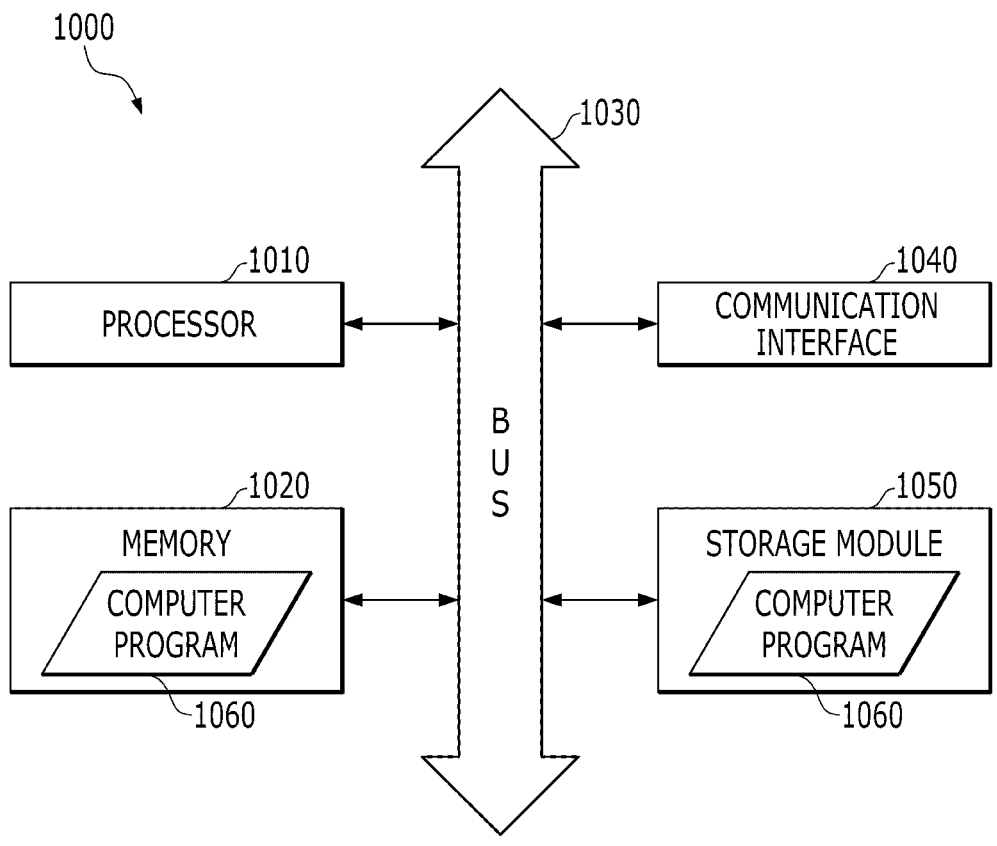 1000
1030
1010
PROCESSOR
1040
COMMUNICATION
INTERFACE
B
U
S
1020
MEMORY
COMPUTER
PROGRAM
1060
1050
STORAGE MODULE
COMPUTER
PROGRAM
1060